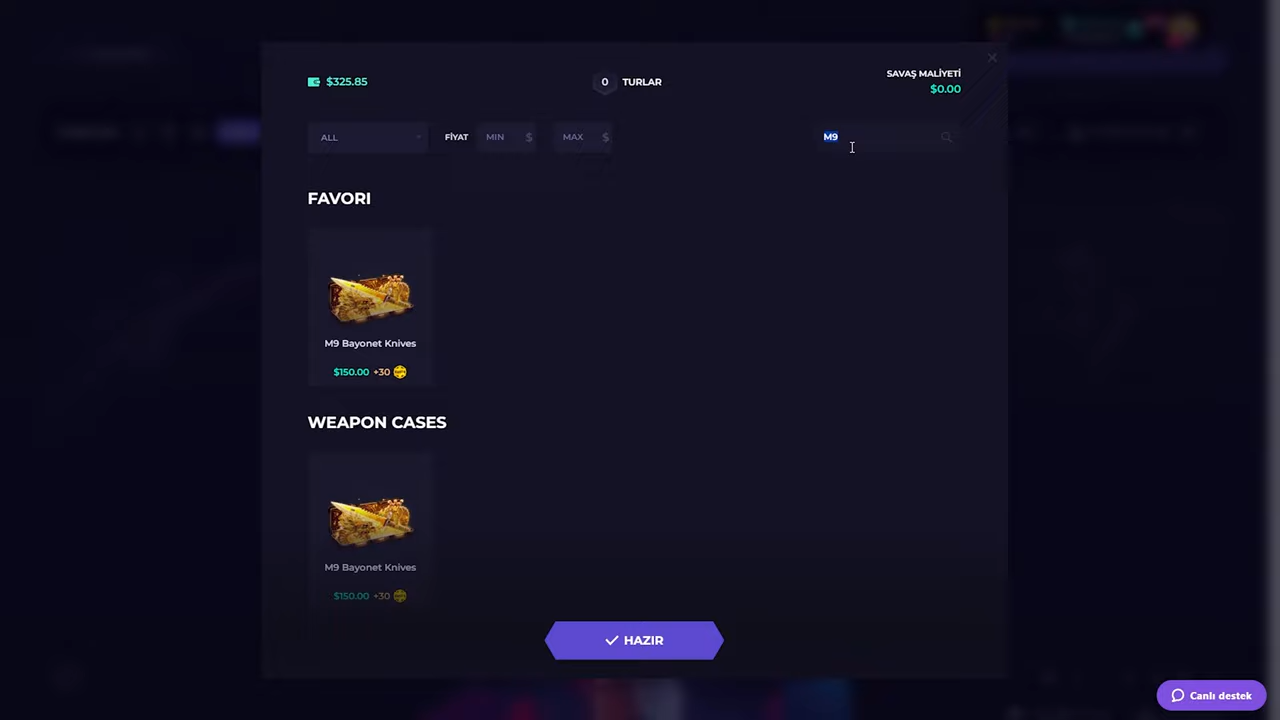 $325.85
0 TURLAR
SAVAŞ MALİYETİ
$0.00
ALL
FİYAT
MIN $
MAX $
M9
FAVORI
M9 Bayonet Knives
$150.00 +30
WEAPON CASES
M9 Bayonet Knives
$150.00 +30
HAZIR
Canlı destek